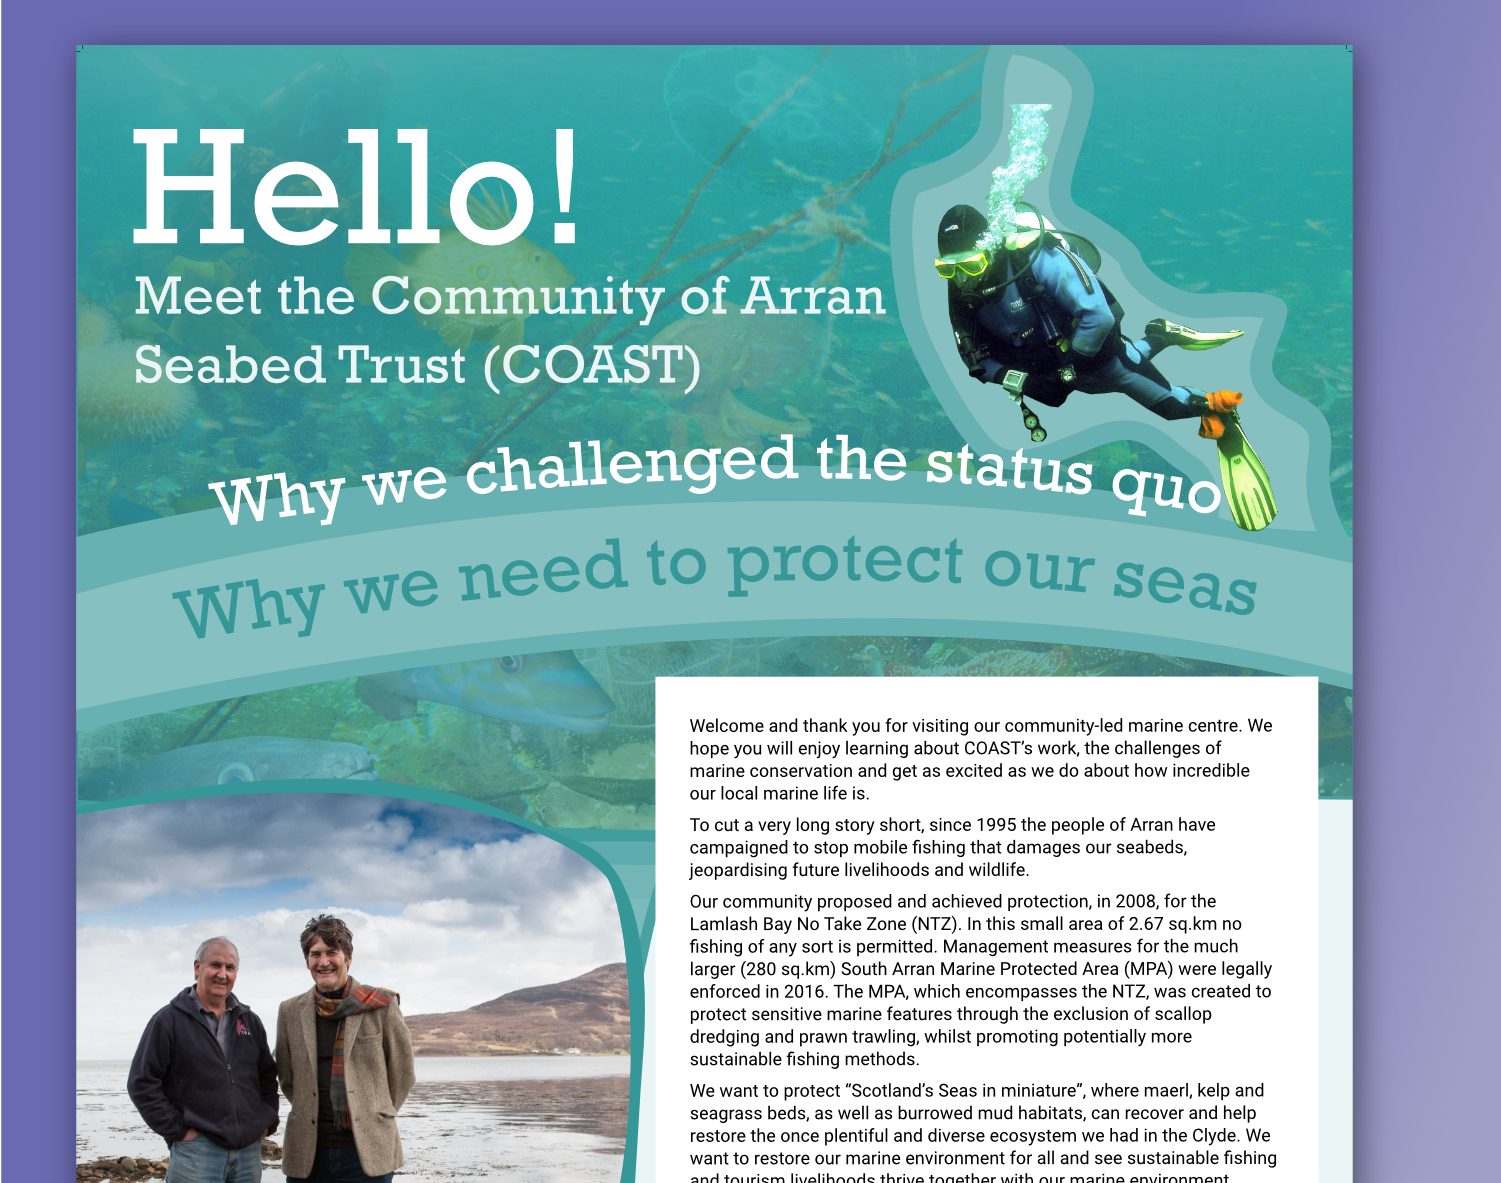 Hello!
Meet the Community of Arran
Seabed Trust (COAST)
Why we challenged the status quo
Why we need to protect our seas
Welcome and thank you for visiting our community-led marine centre. We
hope you will enjoy learning about COAST’s work, the challenges of
marine conservation and get as excited as we do about how incredible
our local marine life is.
To cut a very long story short, since 1995 the people of Arran have
campaigned to stop mobile fishing that damages our seabeds,
jeopardising future livelihoods and wildlife.
Our community proposed and achieved protection, in 2008, for the
Lamlash Bay No Take Zone (NTZ). In this small area of 2.67 sq.km no
fishing of any sort is permitted. Management measures for the much
larger (280 sq.km) South Arran Marine Protected Area (MPA) were legally
enforced in 2016. The MPA, which encompasses the NTZ, was created to
protect sensitive marine features through the exclusion of scallop
dredging and prawn trawling, whilst promoting potentially more
sustainable fishing methods.
We want to protect “Scotland’s Seas in miniature”, where maerl, kelp and
seagrass beds, as well as burrowed mud habitats, can recover and help
restore the once plentiful and diverse ecosystem we had in the Clyde. We
want to restore our marine environment for all and see sustainable fishing
and tourism livelihoods thrive together with our marine environment